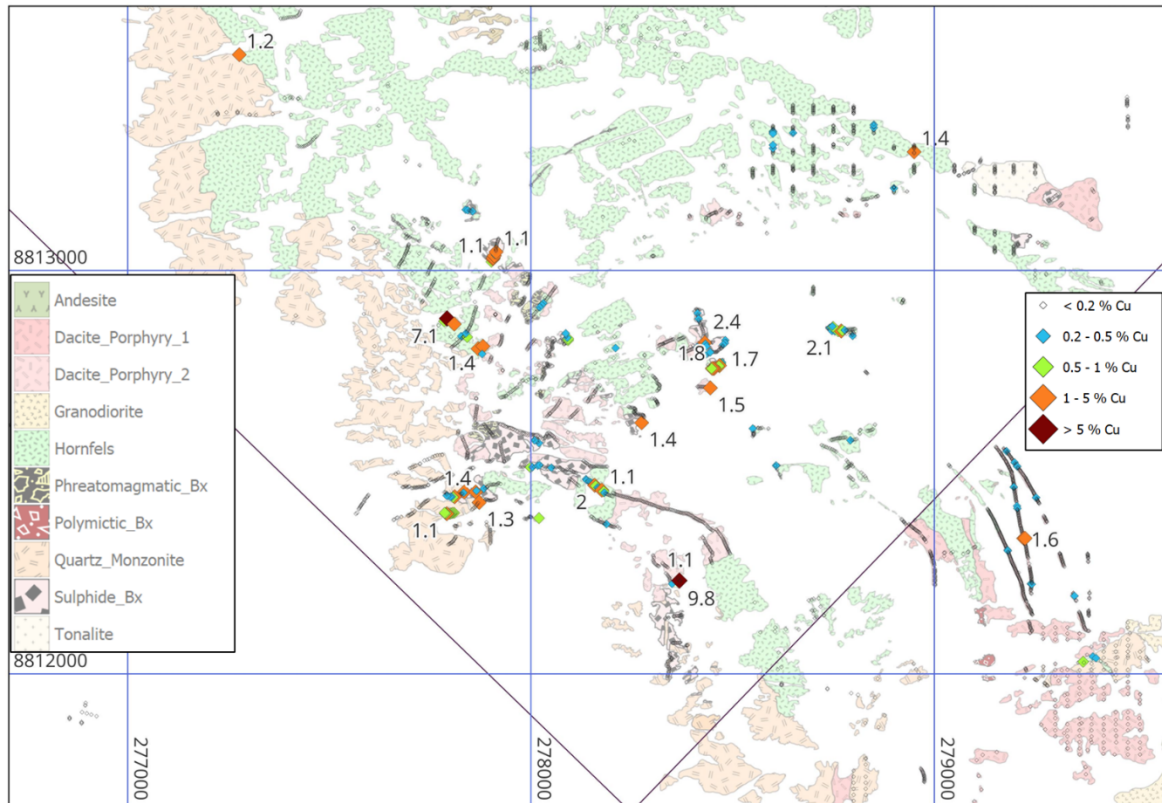 1.2
1.4
1.1
1.1
8813000
7.1
1.4
2.4
1.8
1.7
2.1
1.5
1.4
1.4
1.3
1.1
1.1
2
1.1
9.8
1.6
8812000
277000
278000
279000
Andesite
Dacite_Porphyry_1
Dacite_Porphyry_2
Granodiorite
Hornfels
Phreatomagmatic_Bx
Polymictic_Bx
Quartz_Monzonite
Sulphide_Bx
Tonalite
< 0.2 % Cu
0.2 - 0.5% Cu
0.5 - 1 % Cu
1 - 5 % Cu
> 5 % Cu